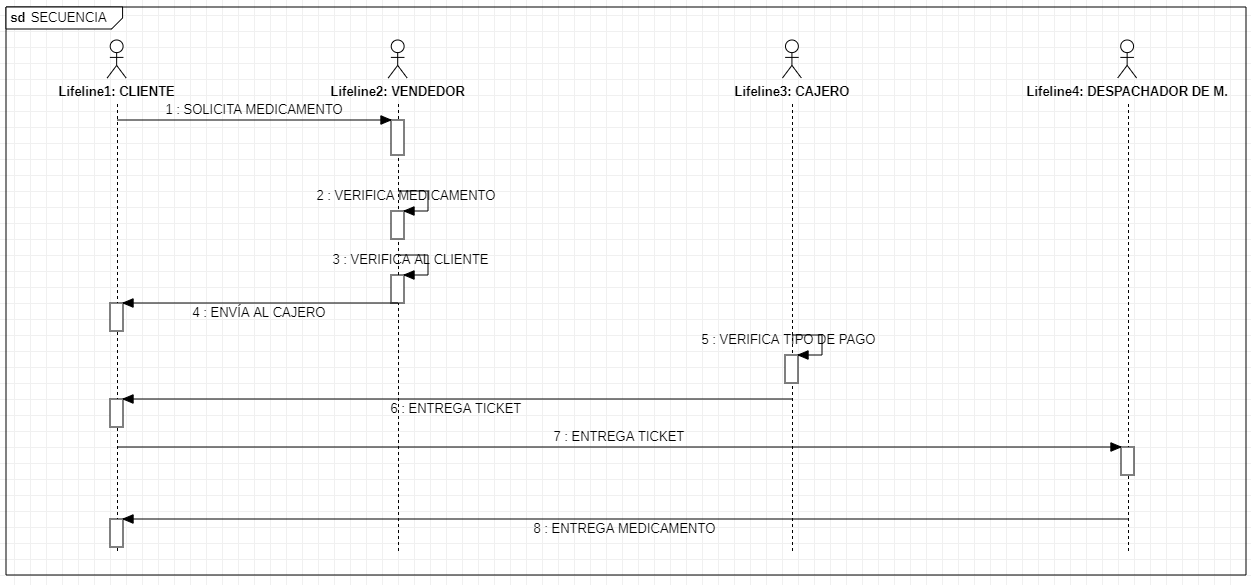 sd SECUENCIA
Lifeline1: CLIENTE
Lifeline2: VENDEDOR
Lifeline3: CAJERO
Lifeline4: DESPACHADOR DE M.
1 : SOLICITA MEDICAMENTO
2 : VERIFICA MEDICAMENTO
3 : VERIFICA AL CLIENTE
4 : ENVÍA AL CAJERO
5 : VERIFICA TIPO DE PAGO
6 : ENTREGA TICKET
7 : ENTREGA TICKET
8 : ENTREGA MEDICAMENTO